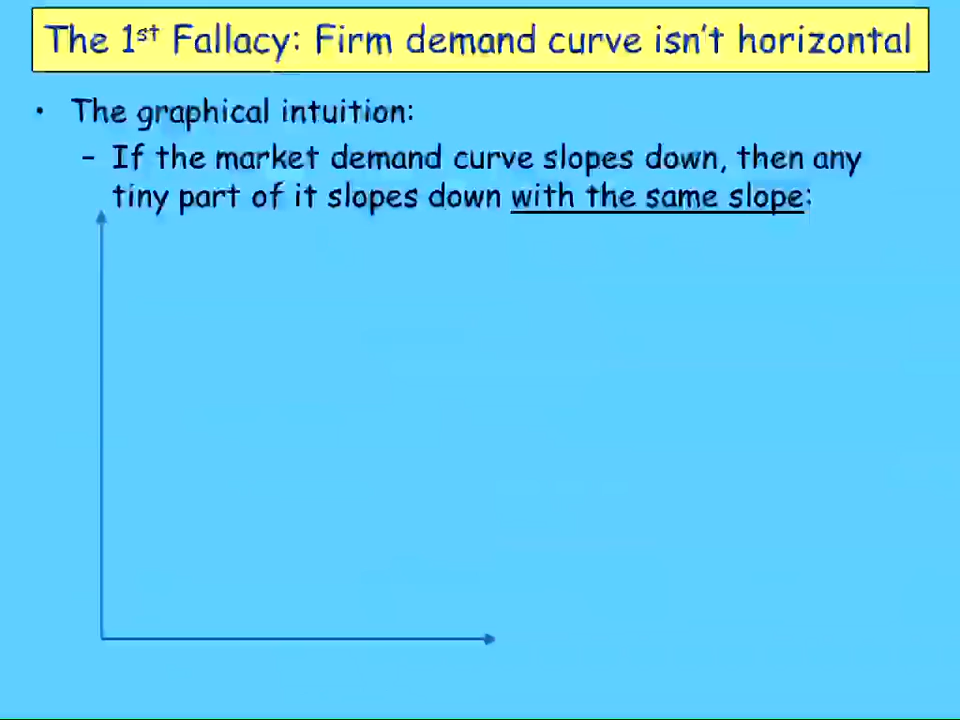 The 1st Fallacy: Firm demand curve isn't horizontal
• The graphical intuition:
– If the market demand curve slopes down, then any
tiny part of it slopes down with the same slope: